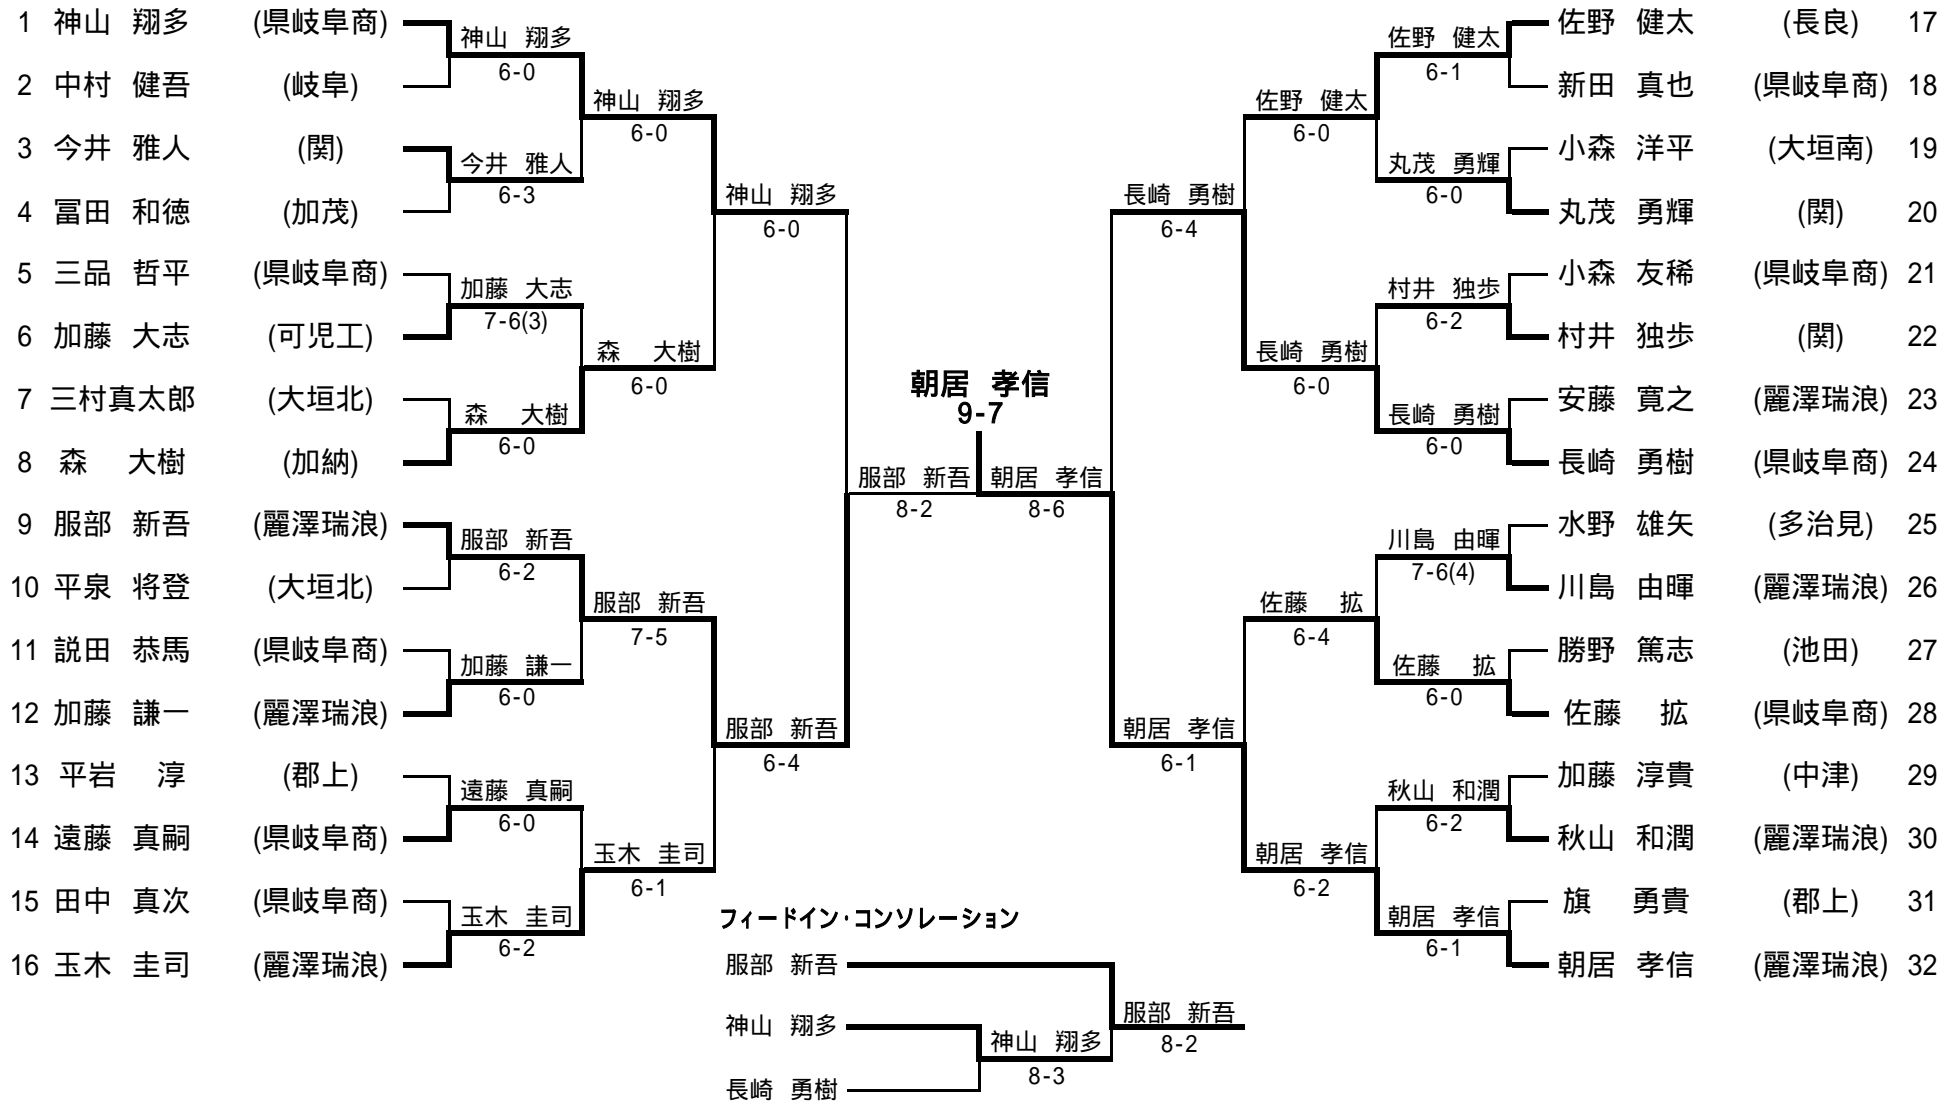 1 神山 翔多 (県岐阜商)
2 中村 健吾 (岐阜)
3 今井 雅人 (関)
4 冨田 和徳 (加茂)
5 三品 哲平 (県岐阜商)
6 加藤 大志 (可児工)
7 三村真太郎 (大垣北)
8 森 大樹 (加納)
9 服部 新吾 (麗澤瑞浪)
10 平泉 将登 (大垣北)
11 説田 恭馬 (県岐阜商)
12 加藤 謙一 (麗澤瑞浪)
13 平岩 淳 (郡上)
14 遠藤 真嗣 (県岐阜商)
15 田中 真次 (県岐阜商)
16 玉木 圭司 (麗澤瑞浪)
神山 翔多
6-0
今井 雅人
6-3
加藤 大志
7-6(3)
森 大樹
6-0
服部 新吾
6-2
加藤 謙一
6-0
遠藤 真嗣
6-0
玉木 圭司
6-2
神山 翔多
6-0
森 大樹
6-0
服部 新吾
7-5
玉木 圭司
6-1
神山 翔多
6-0
服部 新吾
6-4
服部 新吾
8-2
朝居 孝信
9-7
朝居 孝信
8-6
長崎 勇樹
6-4
朝居 孝信
6-1
佐野 健太
6-0
長崎 勇樹
6-0
佐藤 拡
6-4
朝居 孝信
6-2
佐野 健太
6-1
丸茂 勇輝
6-0
村井 独歩
6-2
長崎 勇樹
6-0
川島 由暉
7-6(4)
佐藤 拡
6-0
秋山 和潤
6-2
朝居 孝信
6-1
佐野 健太 (長良) 17
新田 真也 (県岐阜商) 18
小森 洋平 (大垣南) 19
丸茂 勇輝 (関) 20
小森 友稀 (県岐阜商) 21
村井 独歩 (関) 22
安藤 寛之 (麗澤瑞浪) 23
長崎 勇樹 (県岐阜商) 24
水野 雄矢 (多治見) 25
川島 由暉 (麗澤瑞浪) 26
勝野 篤志 (池田) 27
佐藤 拡 (県岐阜商) 28
加藤 淳貴 (中津) 29
秋山 和潤 (麗澤瑞浪) 30
旗 勇貴 (郡上) 31
朝居 孝信 (麗澤瑞浪) 32
フィードイン・コンソレーション
服部 新吾
神山 翔多
長崎 勇樹
神山 翔多
8-3
服部 新吾
8-2